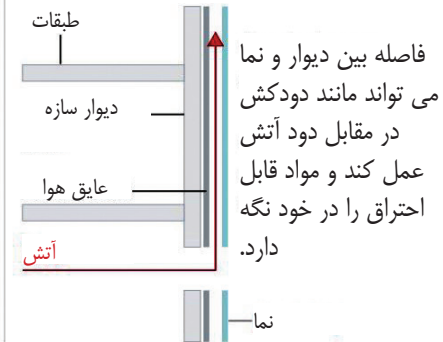 طبقات
دیوار سازه
عایق هوا
آتش
نما
فاصله بین دیوار و نما
می تواند مانند دودکش
در مقابل دود آتش
عمل کند و مواد قابل
احتراق را در خود نگه
دارد.